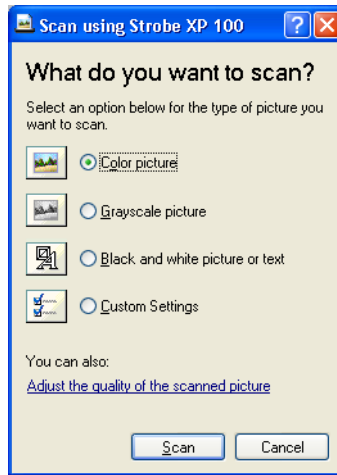 Scan using Strobe XP 100
What do you want to scan?
Select an option below for the type of picture you
want to scan.
Color picture
Grayscale picture
Black and white picture or text
Custom Settings
You can also:
Adjust the quality of the scanned picture
Scan
Cancel